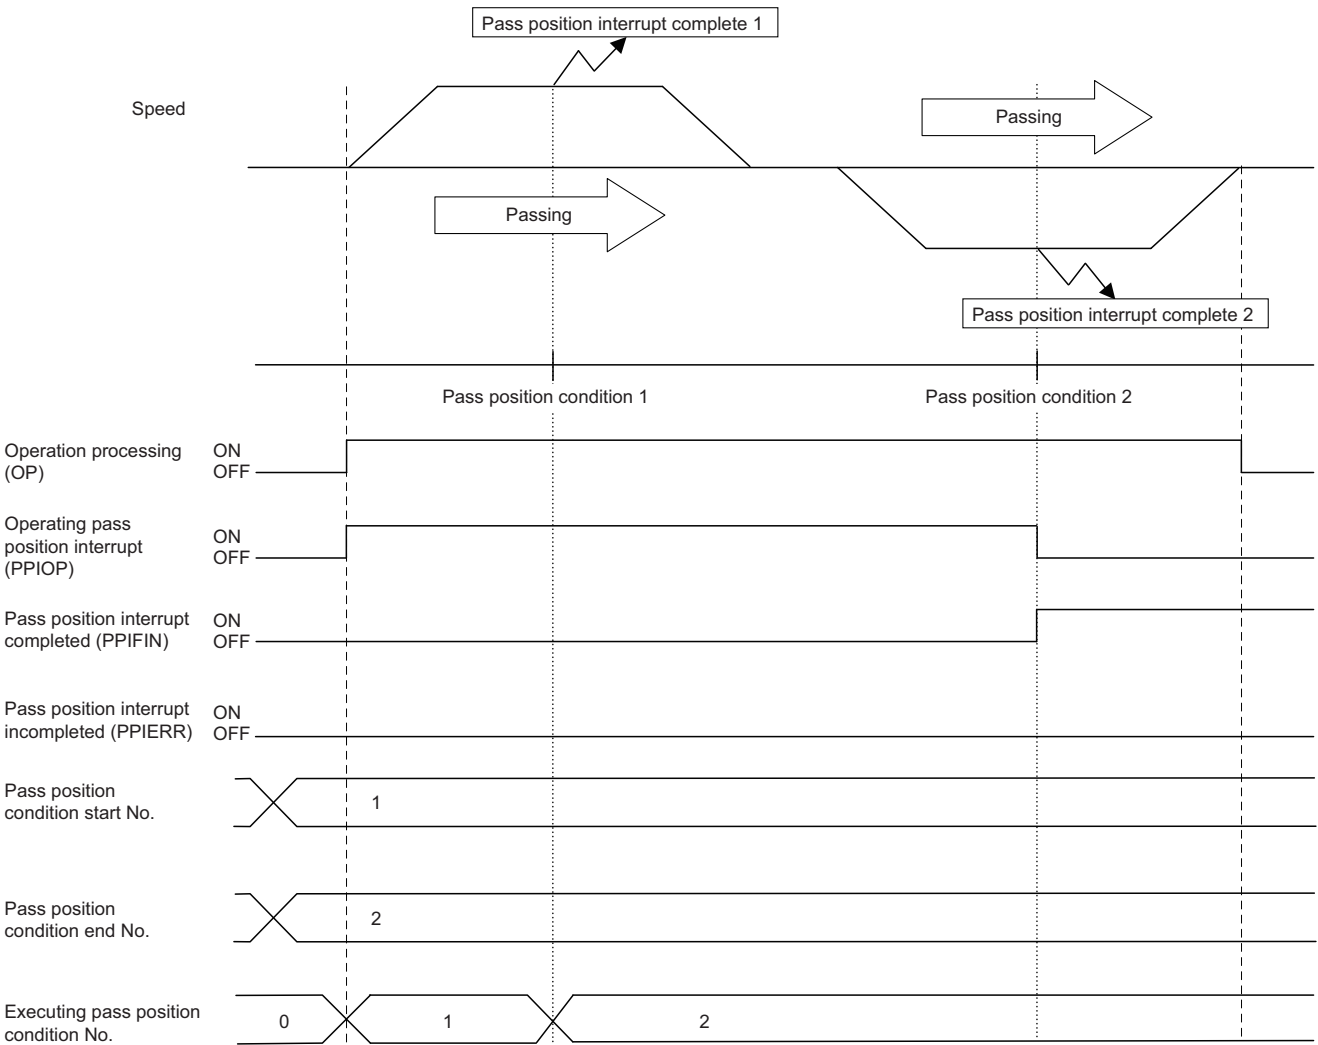 Pass position interrupt complete 1
Speed
Passing
Passing
Pass position interrupt complete 2
Pass position condition 1
Pass position condition 2
Operation processing
(OP)
ON
OFF
Operating pass
position interrupt
(PPIOP)
ON
OFF
Pass position interrupt
completed (PPIFIN)
ON
OFF
Pass position interrupt
incompleted (PPIERR)
ON
OFF
Pass position
condition start No.
1
Pass position
condition end No.
2
Executing pass position
condition No.
0
1
2